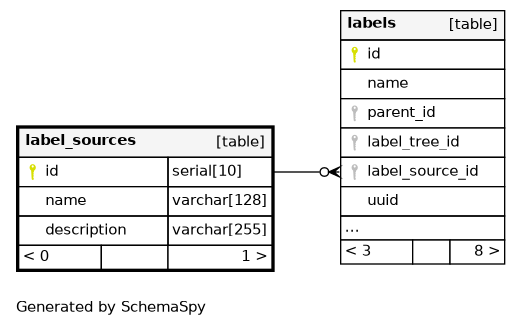 labels [table]
id
name
parent_id
label_tree_id
label_source_id
uuid
...
< 3 8 >
label_sources [table]
id serial[10]
name varchar[128]
description varchar[255]
< 0 1 >
Generated by SchemaSpy